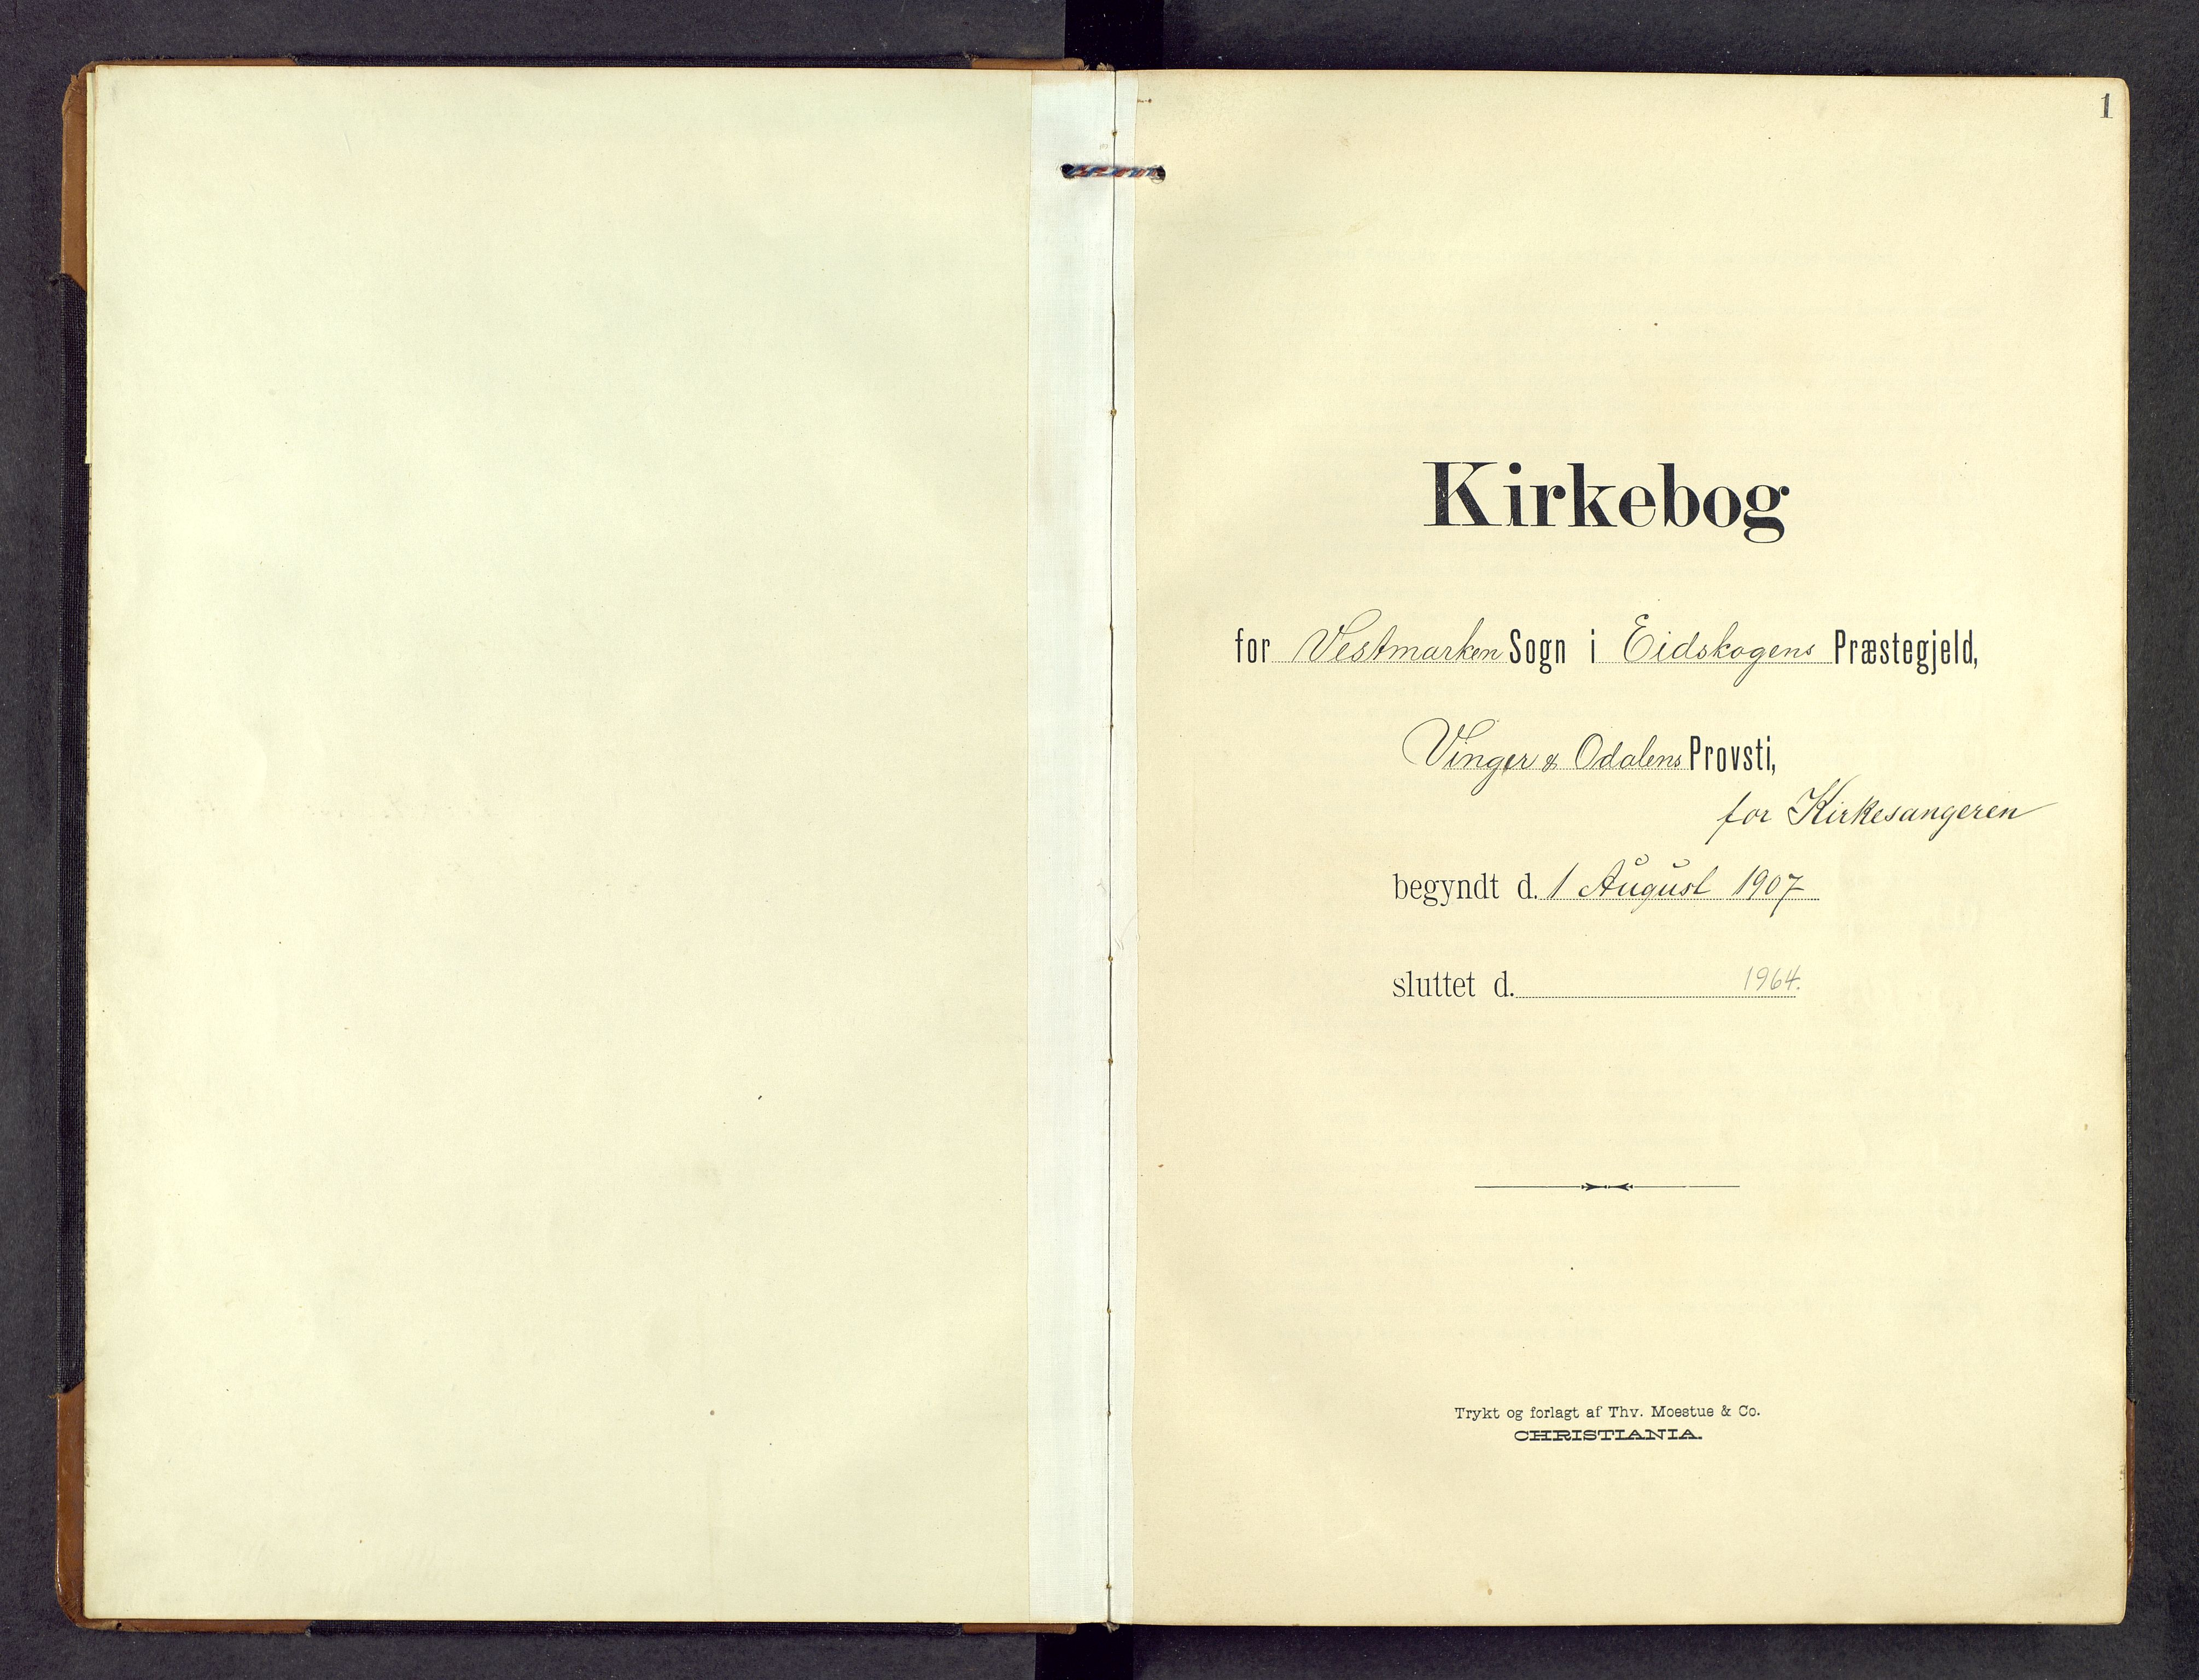 1
Kirkebog
for Vestmarken Sogn i Eidskogens Præstegjeld,
Vinger & Odalens Provsti,
for Kirkesangeren
begyndt d. 1 August 1907
sluttet d. 1964.
Trykt og forlagt af Thv. Moestue & Co.
CHRISTIANIA.